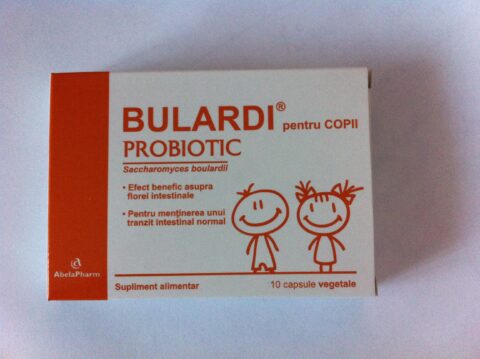 BULARDI® pentru COPII
PROBIOTIC
Saccharomyces boulardii
• Efect benefic asupra
florei intestinale
• Pentru menținerea unui
tranzit intestinal normal
AbelaPharm
Supliment alimentar
10 capsule vegetale